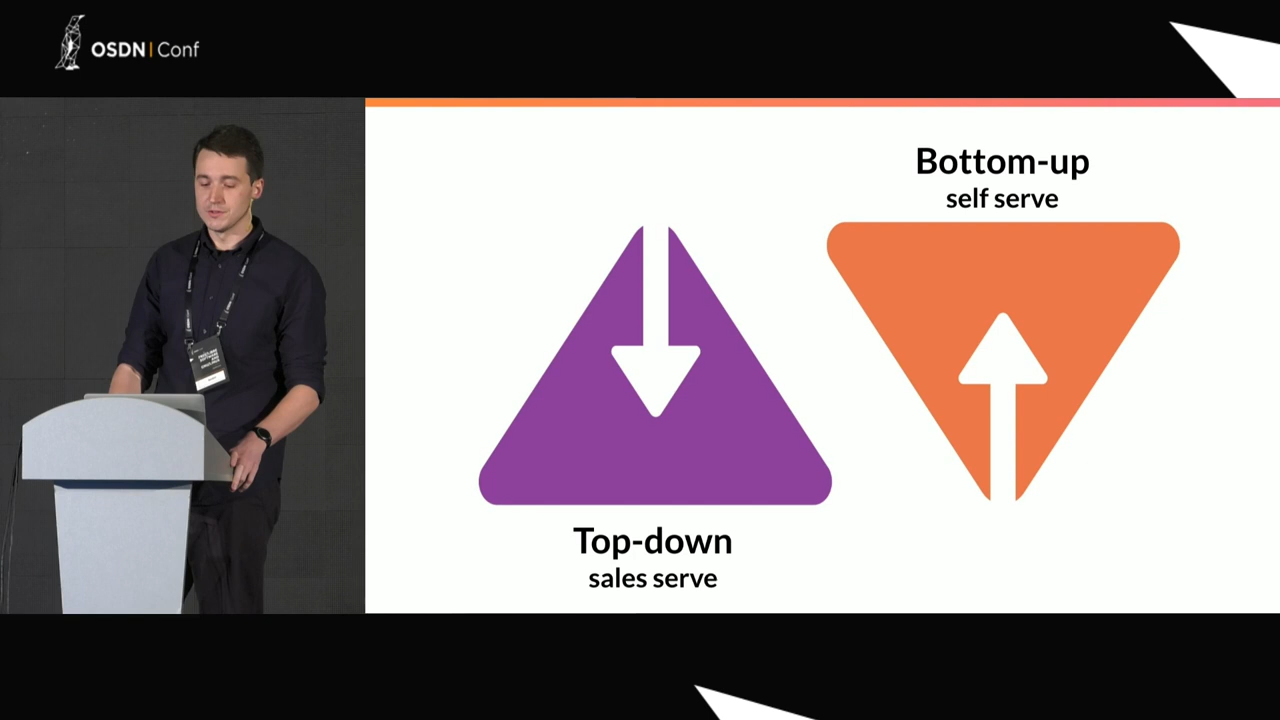 OSDN | Conf
Bottom-up
self serve
Top-down
sales serve